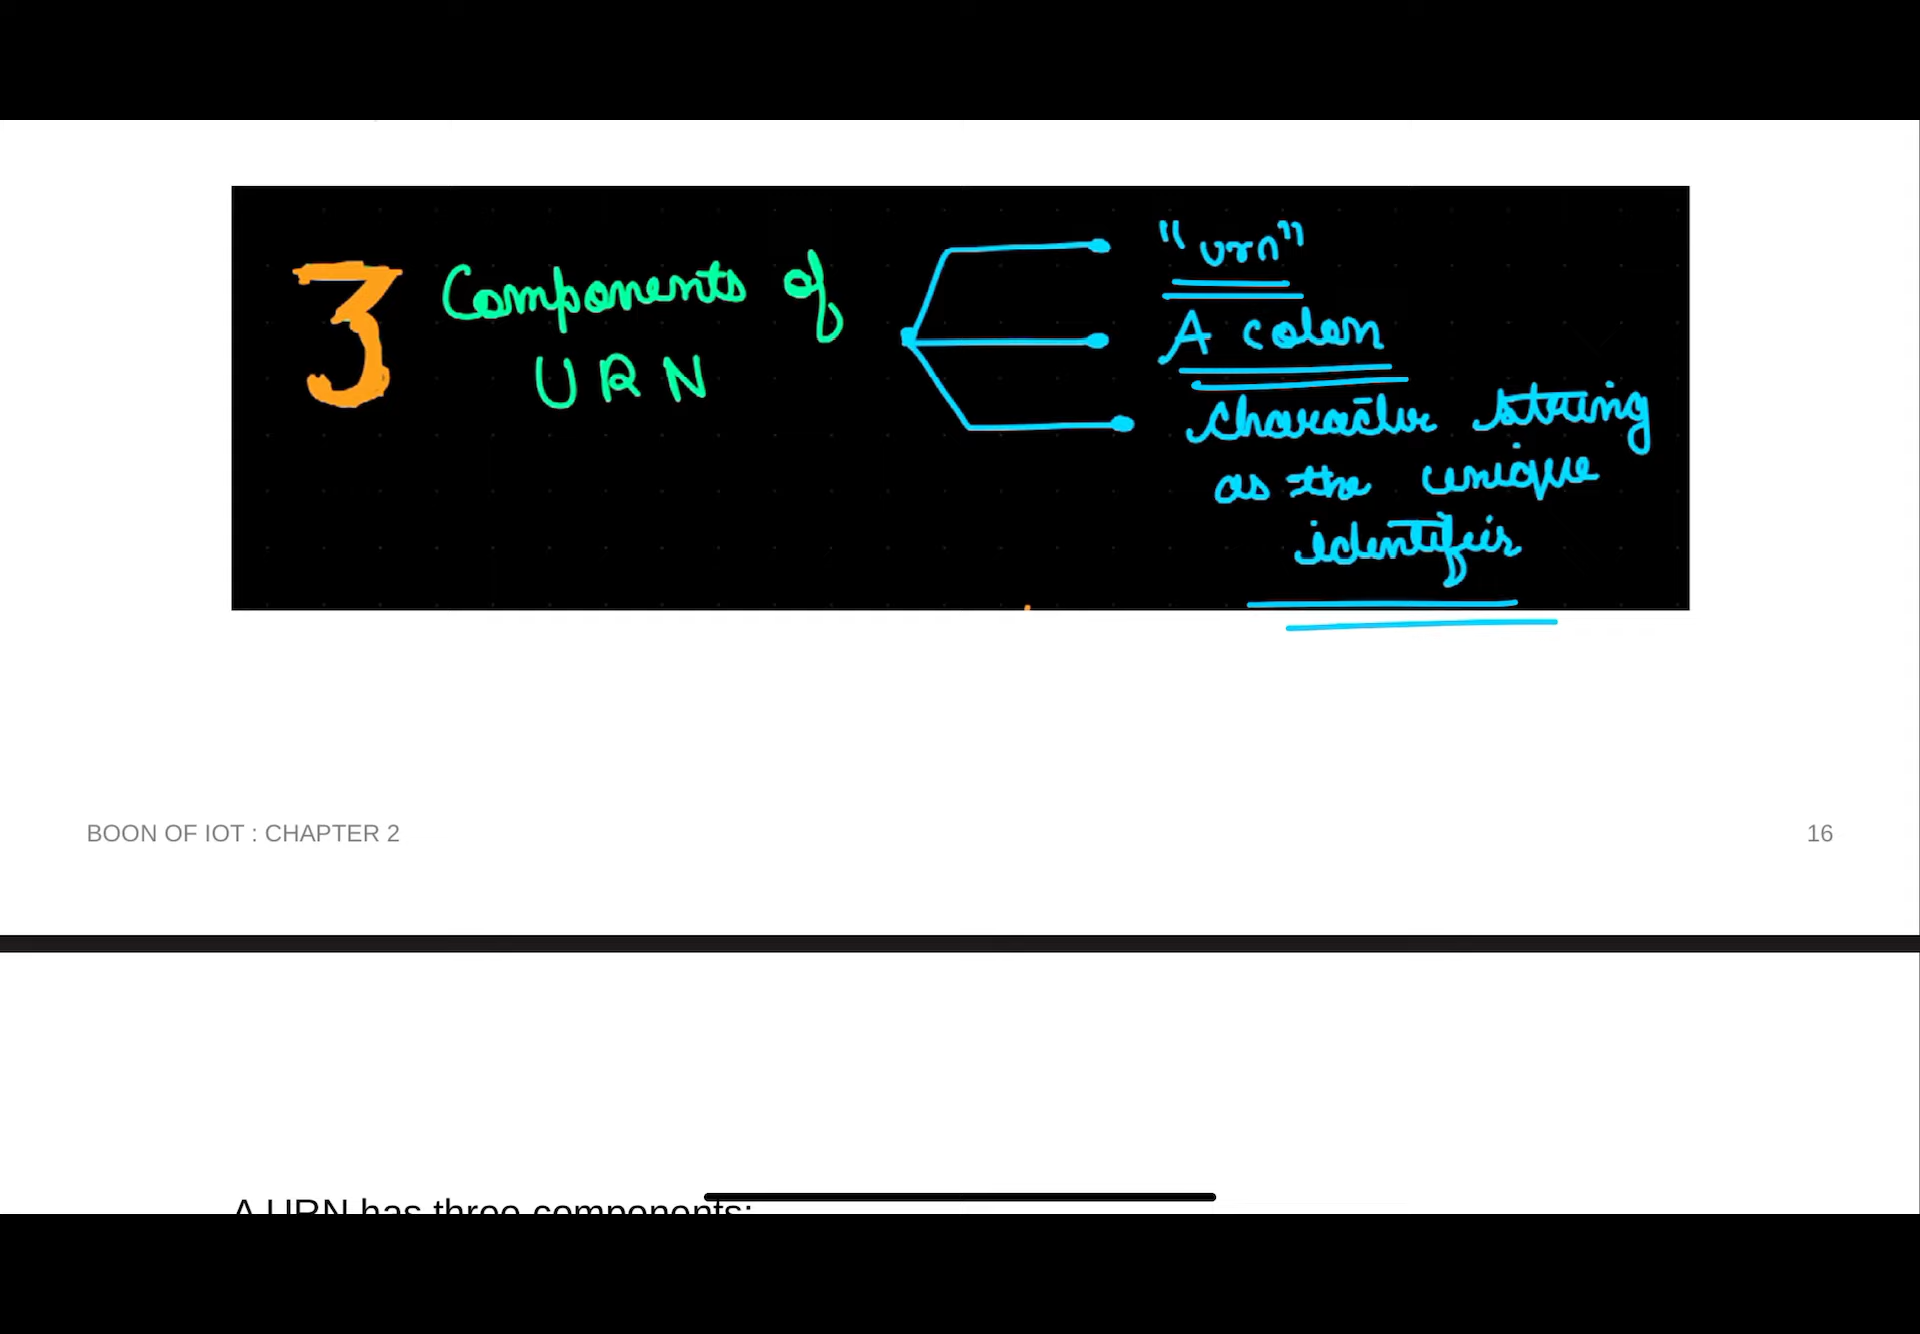 3 Components of
URN
"urn"
A colon
character string
as the unique
identifier
BOON OF IOT : CHAPTER 2
16
A URN has three components: